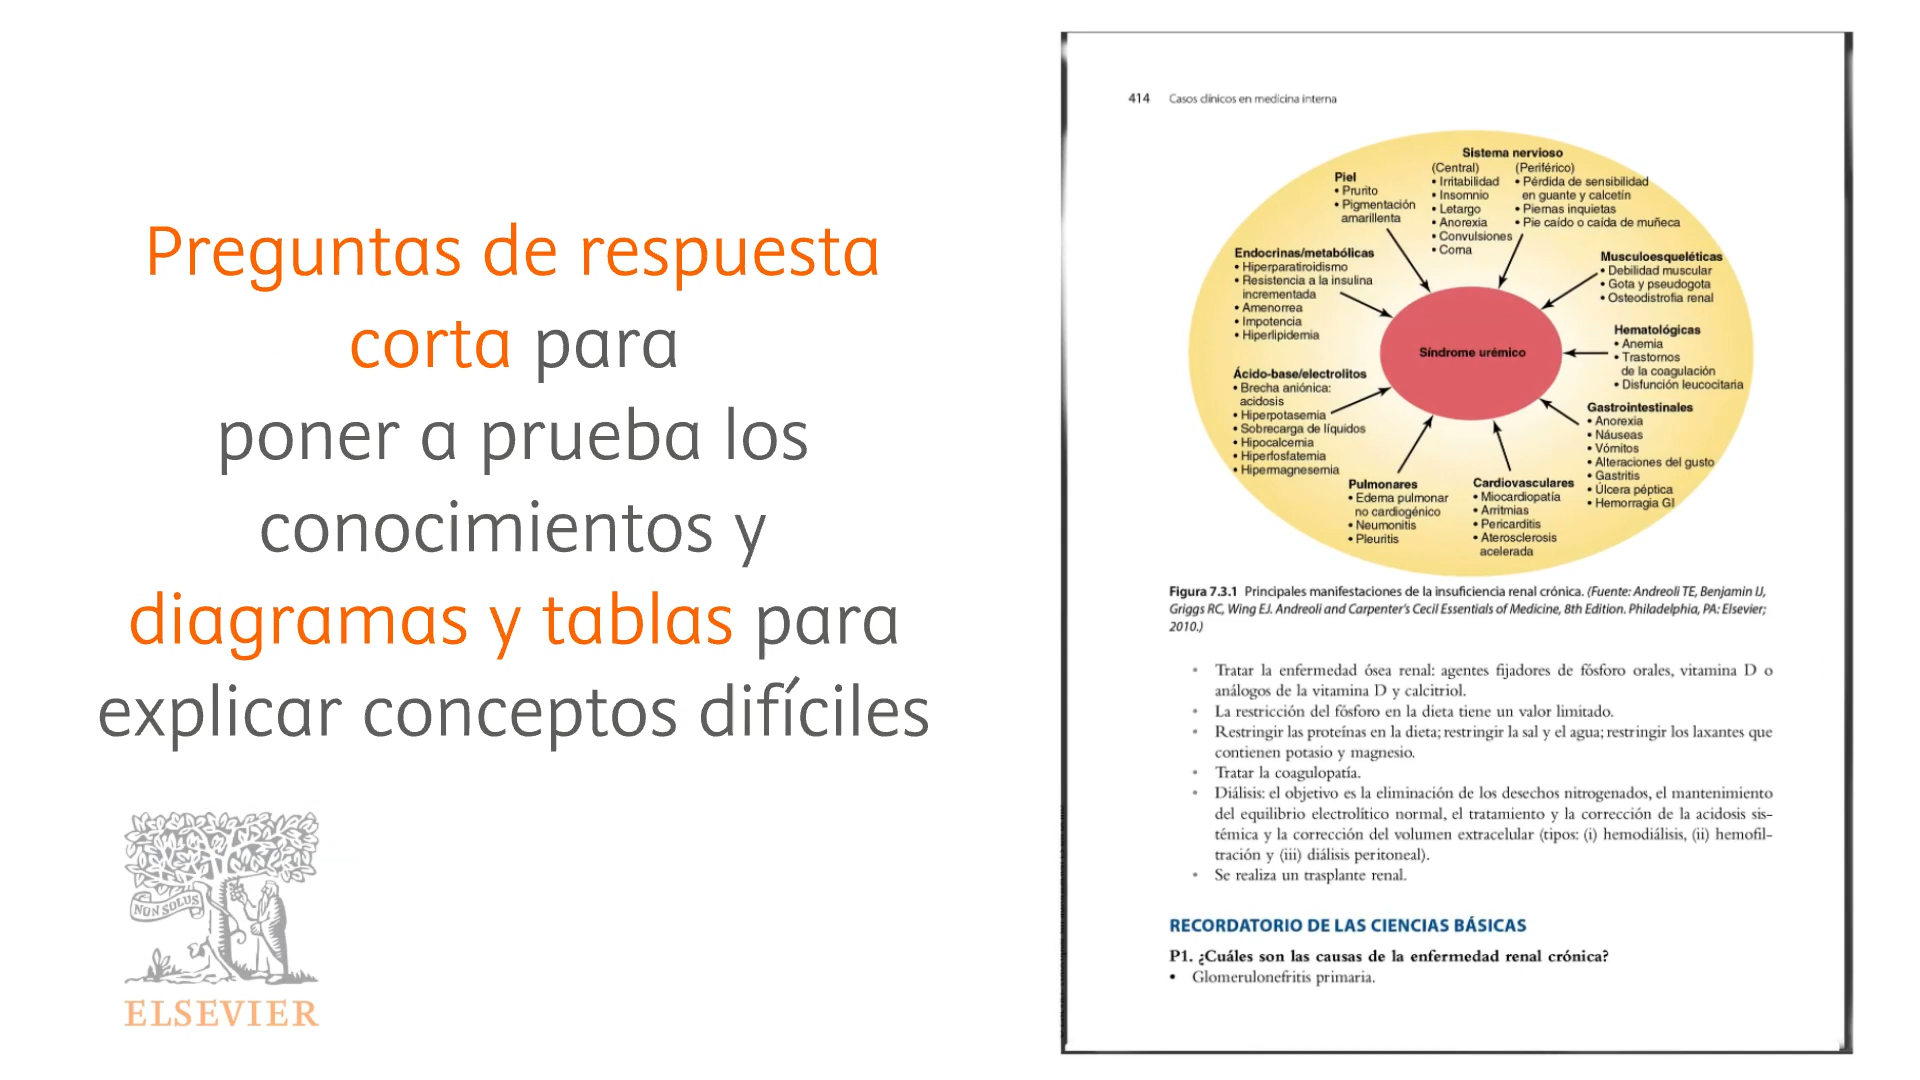 Preguntas de respuesta
corta para
poner a prueba los
conocimientos y
diagramas y tablas para
explicar conceptos difíciles
NON SOLUS
ELSEVIER
414 Casos clínicos en medicina interna
Sistema nervioso
(Central)
• Irritabilidad
• Insomnio
• Letargo
• Anorexia
• Convulsiones
• Coma
(Periférico)
• Pérdida de sensibilidad
en guante y calcetín
• Piernas inquietas
• Pie caído o caída de muñeca
Piel
• Prurito
• Pigmentación
amarillenta
Endocrinas/metabólicas
• Hiperparatiroidismo
• Resistencia a la insulina
incrementada
• Amenorrea
• Impotencia
• Hiperlipidemia
Musculoesqueléticas
• Debilidad muscular
• Gota y pseudogota
• Osteodistrofia renal
Síndrome urémico
Hematológicas
• Anemia
• Trastornos
de la coagulación
• Disfunción leucocitaria
Ácido-base/electrolitos
• Brecha aniónica:
acidosis
• Hiperpotasemia
• Sobrecarga de líquidos
• Hipocalcemia
• Hiperfosfatemia
• Hipermagnesemia
Gastrointestinales
• Anorexia
• Náuseas
• Vómitos
• Alteraciones del gusto
• Gastritis
• Úlcera péptica
• Hemorragia GI
Pulmonares
• Edema pulmonar
no cardiogénico
• Neumonitis
• Pleuritis
Cardiovasculares
• Miocardiopatía
• Arritmias
• Pericarditis
• Aterosclerosis
acelerada
Figura 7.3.1 Principales manifestaciones de la insuficiencia renal crónica. (Fuente: Andreoli TE, Benjamin IJ,
Griggs RC, Wing EJ. Andreoli and Carpenter's Cecil Essentials of Medicine, 8th Edition. Philadelphia, PA: Elsevier;
2010.)
• Tratar la enfermedad ósea renal: agentes fijadores de fósforo orales, vitamina D o
análogos de la vitamina D y calcitriol.
• La restricción del fósforo en la dieta tiene un valor limitado.
• Restringir las proteínas en la dieta; restringir la sal y el agua; restringir los laxantes que
contienen potasio y magnesio.
• Tratar la coagulopatía.
• Diálisis: el objetivo es la eliminación de los desechos nitrogenados, el mantenimiento
del equilibrio electrolítico normal, el tratamiento y la corrección de la acidosis sis-
témica y la corrección del volumen extracelular (tipos: (i) hemodiálisis, (ii) hemofil-
tración y (iii) diálisis peritoneal).
• Se realiza un trasplante renal.
RECORDATORIO DE LAS CIENCIAS BÁSICAS
P1. ¿Cuáles son las causas de la enfermedad renal crónica?
• Glomerulonefritis primaria.